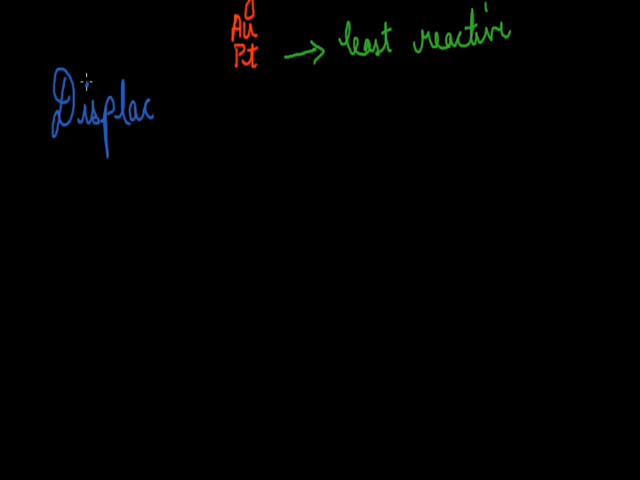 Au
Pt → least reactive
Displac